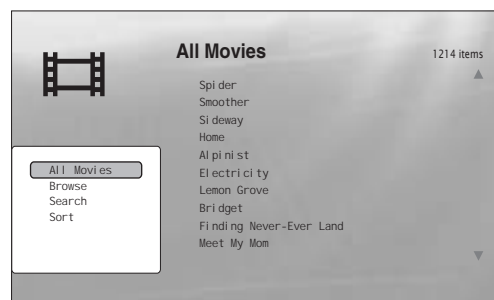 All Movies
1214 items
Spider
Smoother
Sideway
Home
Alpinist
Electricity
Lemon Grove
Bridget
Finding Never-Ever Land
Meet My Mom
All Movies
Browse
Search
Sort